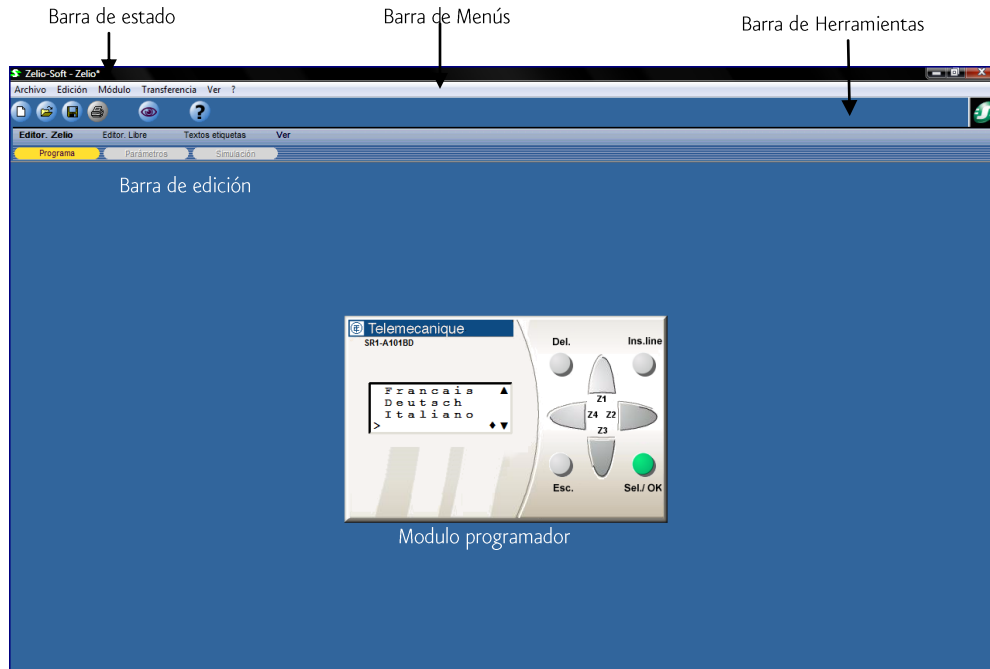 Barra de estado
Barra de Menús
Barra de Herramientas
Zelio-Soft - Zelio*
Archivo Edición Módulo Transferencia Ver ?
Editor. Zelio Editor. Libre Textos etiquetas Ver
Programa Parámetros Simulación
Barra de edición
Telemecanique
SR1-A101BD
Francais
Deutsch
Italiano
>
Del. Ins.line
Z1
Z4 Z2
Z3
Esc. Sel./ OK
Modulo programador